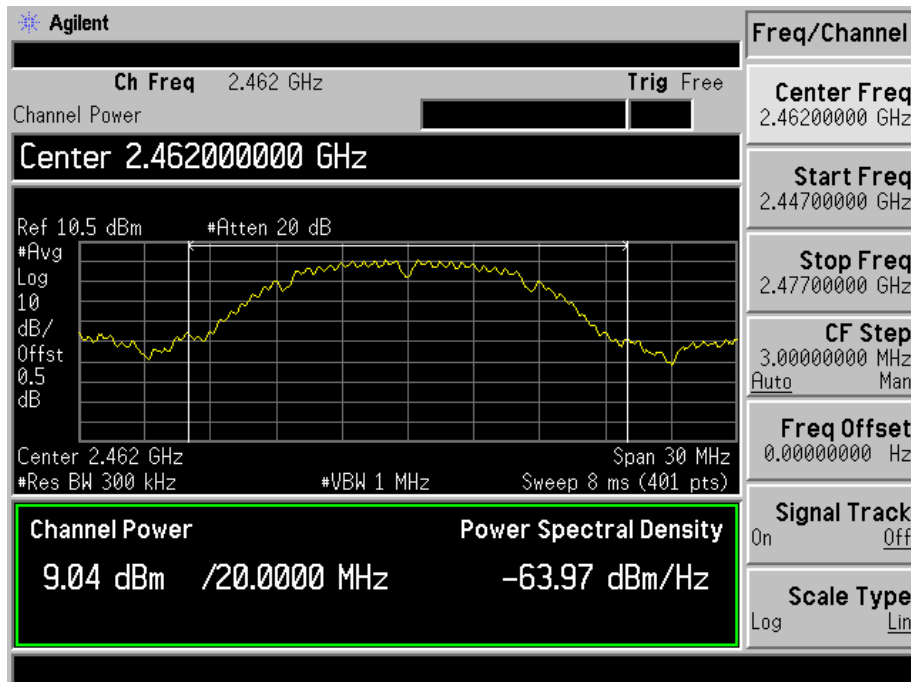 Agilent
Freq/Channel
Ch Freq 2.462 GHz Trig Free
Channel Power
Center 2.462000000 GHz
Ref 10.5 dBm #Atten 20 dB
#Avg
Log
10
dB/
Offst
0.5
dB
Center 2.462 GHz Span 30 MHz
#Res BW 300 kHz #VBW 1 MHz Sweep 8 ms (401 pts)
Channel Power Power Spectral Density
9.04 dBm /20.0000 MHz -63.97 dBm/Hz
Center Freq
2.46200000 GHz
Start Freq
2.44700000 GHz
Stop Freq
2.47700000 GHz
CF Step
3.00000000 MHz
Auto Man
Freq Offset
0.00000000 Hz
Signal Track
On Off
Scale Type
Log Lin